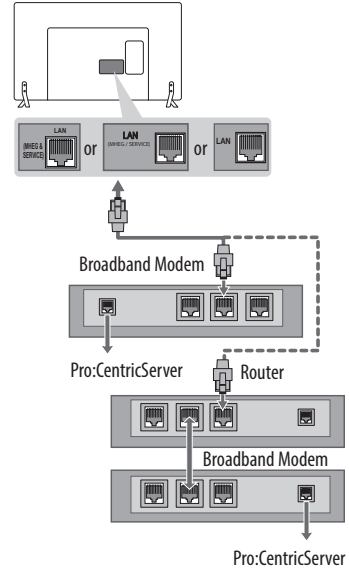 LAN
(MHEG &
SERVICE)
or
LAN
(MHEG / SERVICE)
or
LAN
Broadband Modem
Pro:CentricServer
Router
Broadband Modem
Pro:CentricServer